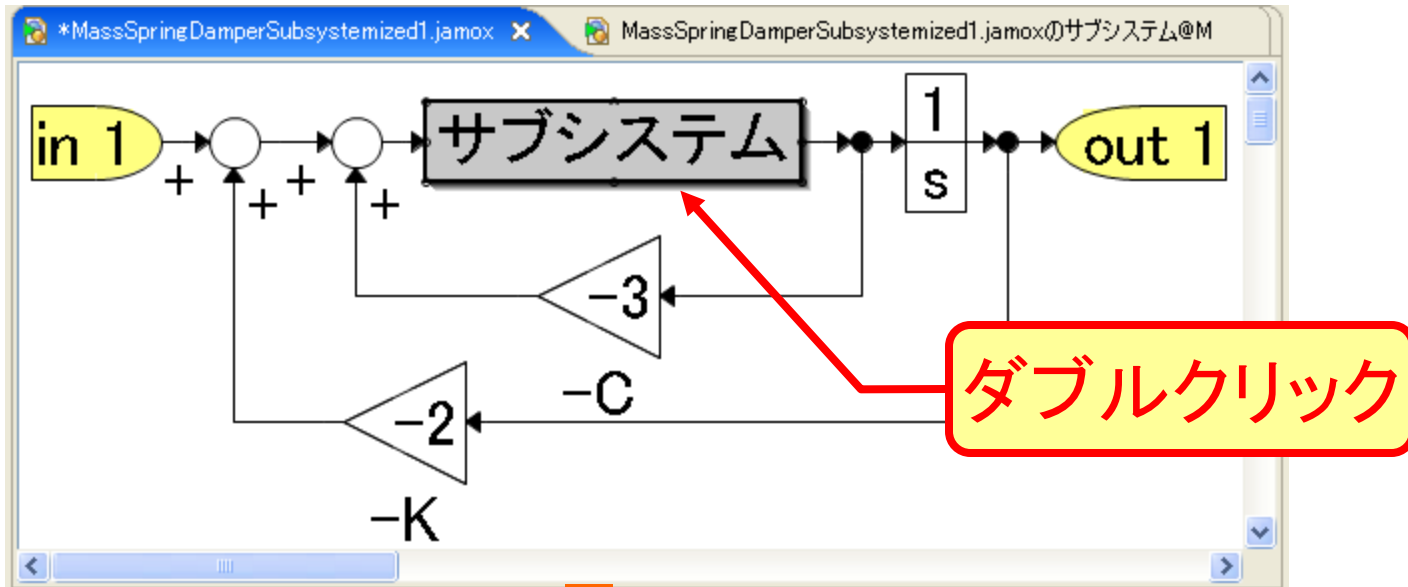 *MassSpringDamperSubsystemized1.jamox
MassSpringDamperSubsystemized1.jamoxのサブシステム@M
in 1
+
+
+
+
サブシステム
1
s
out 1
-3
-C
ダブルクリック
-2
-K